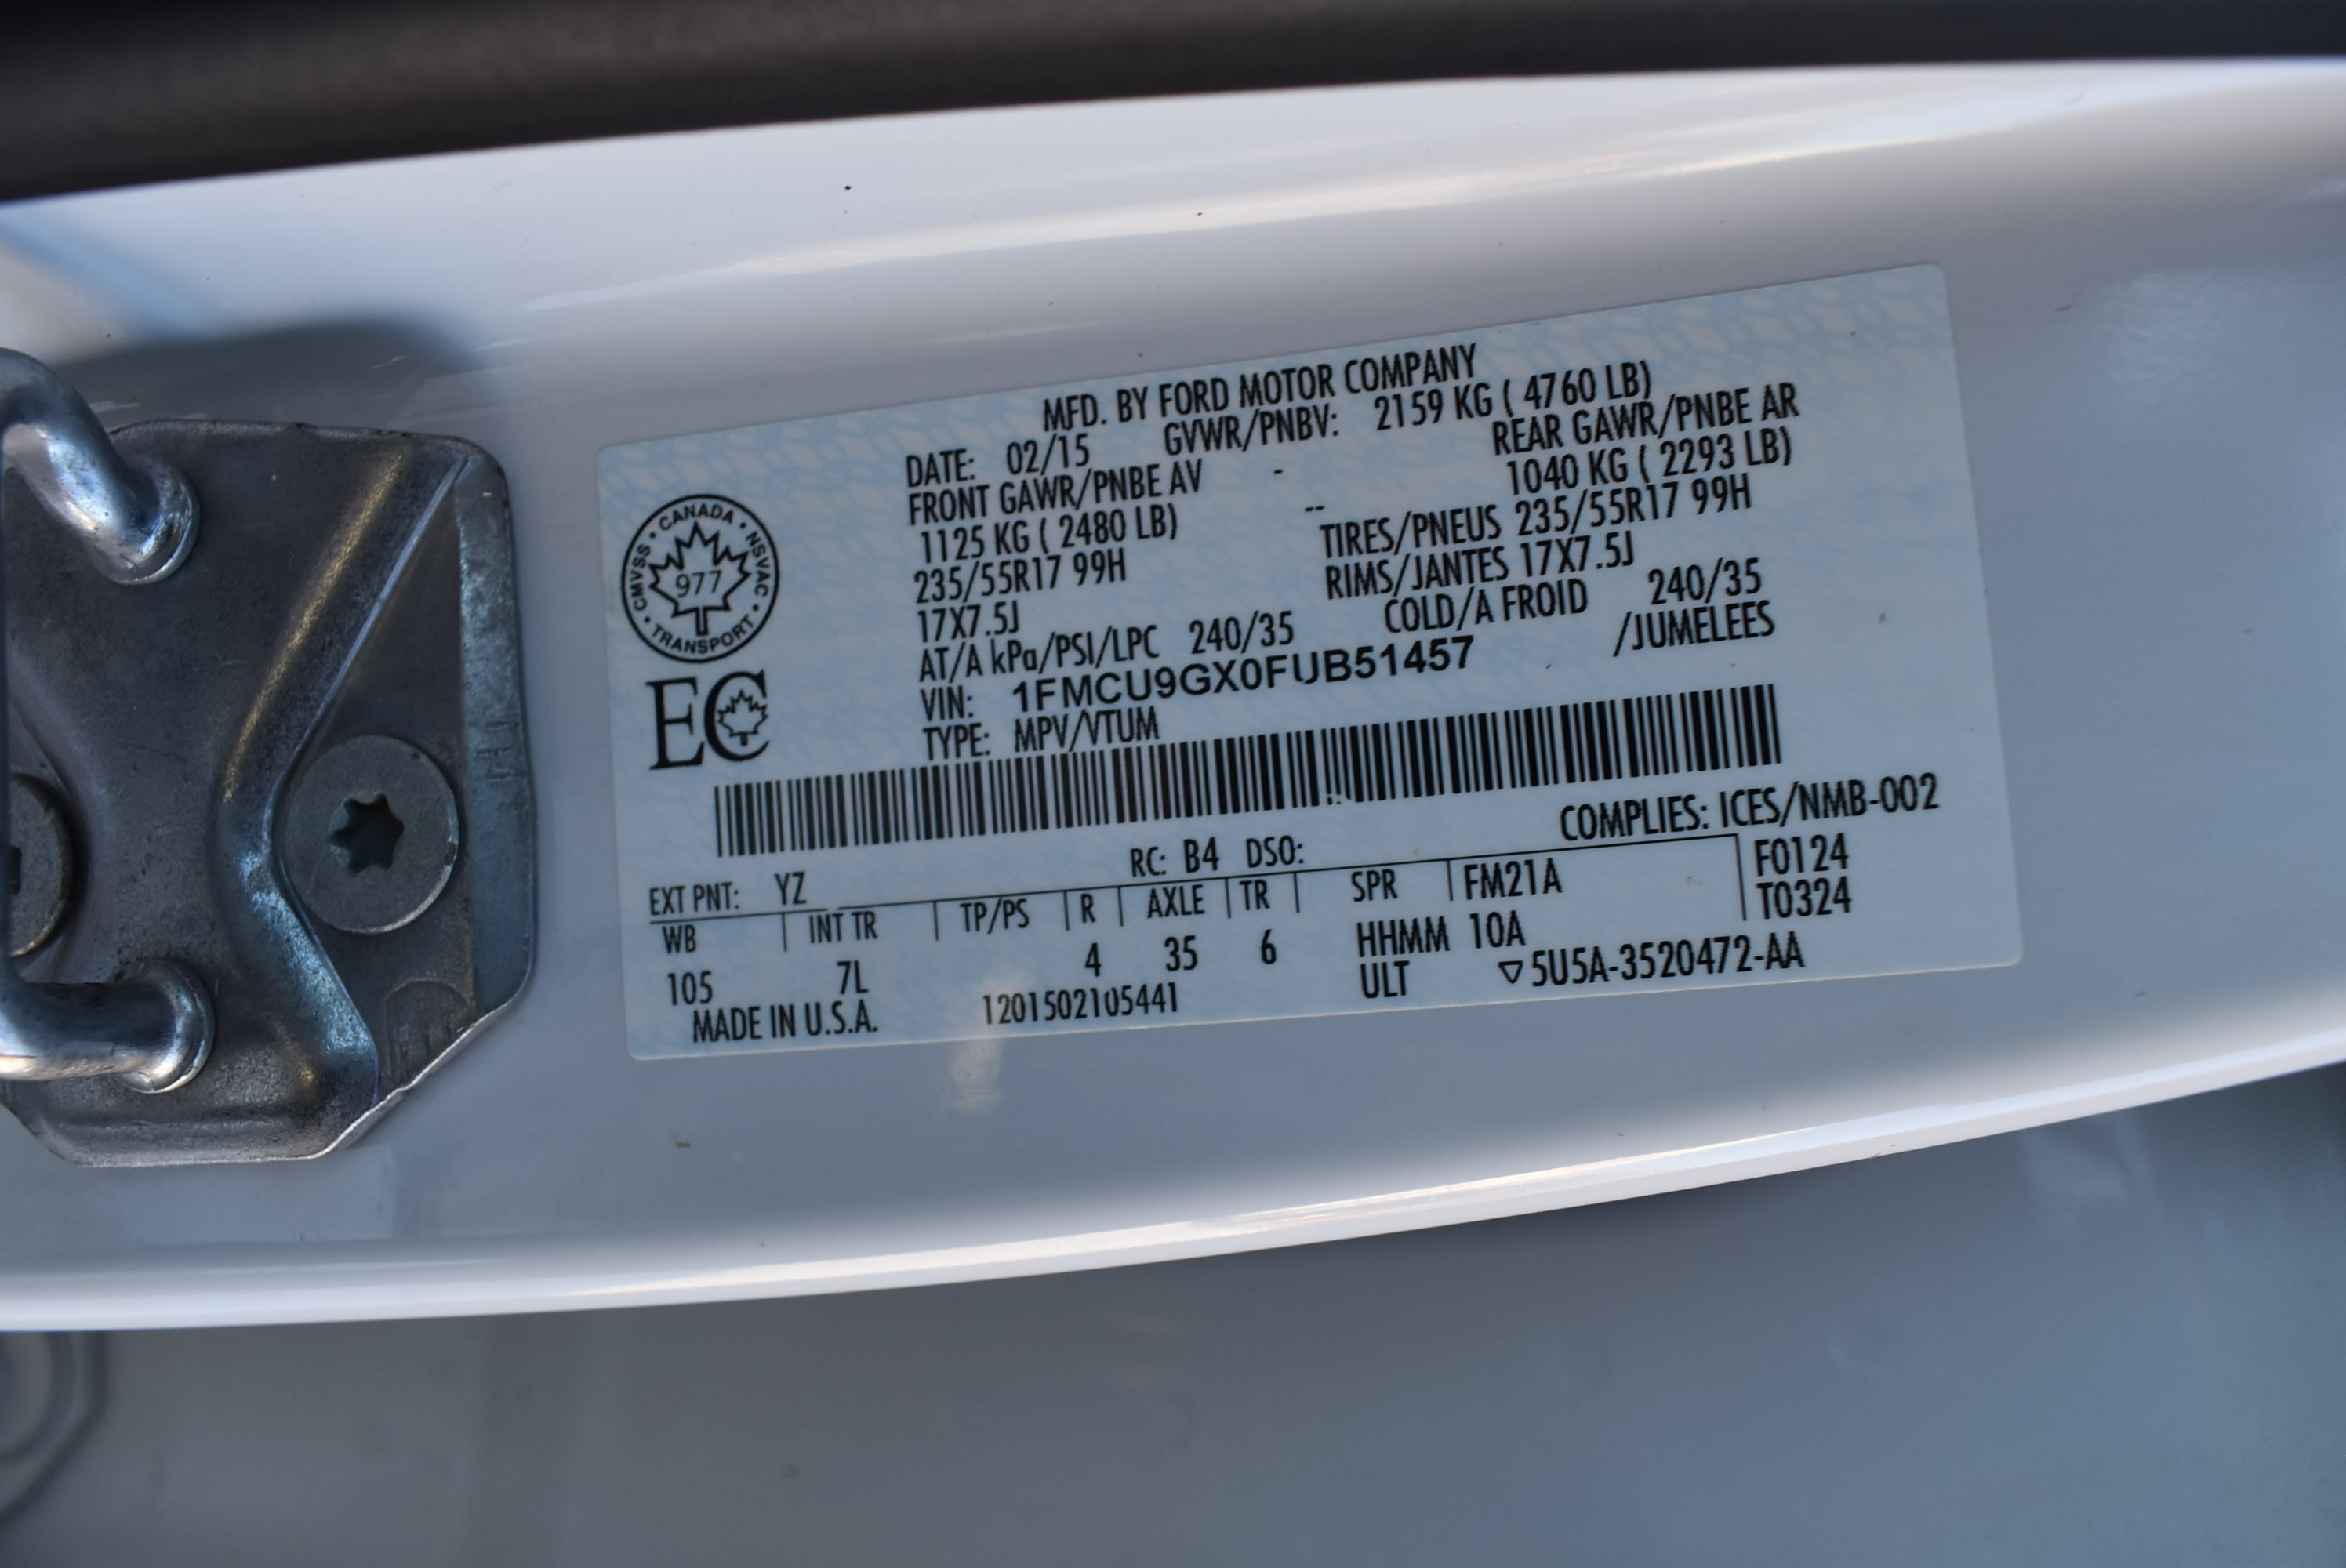 MFD. BY FORD MOTOR COMPANY
DATE: 02/15 GVWR/PNBV: 2159 KG ( 4760 LB)
FRONT GAWR/PNBE AV - REAR GAWR/PNBE AR
1125 KG ( 2480 LB) -- 1040 KG ( 2293 LB)
235/55R17 99H TIRES/PNEUS 235/55R17 99H
17X7.5J RIMS/JANTES 17X7.5J
AT/A kPa/PSI/LPC 240/35 COLD/A FROID 240/35
VIN: 1FMCU9GX0FUB51457 /JUMELEES
TYPE: MPV/VTUM
CMVSS • CANADA • NSVAC • TRANSPORT •
977
EC
COMPLIES: ICES/NMB-002
EXT PNT: YZ RC: B4 DSO: F0124
WB INT TR TP/PS R AXLE TR SPR FM21A T0324
105 7L 4 35 6 HHMM 10A
MADE IN U.S.A. 1201502105441 ULT ▽5U5A-3520472-AA